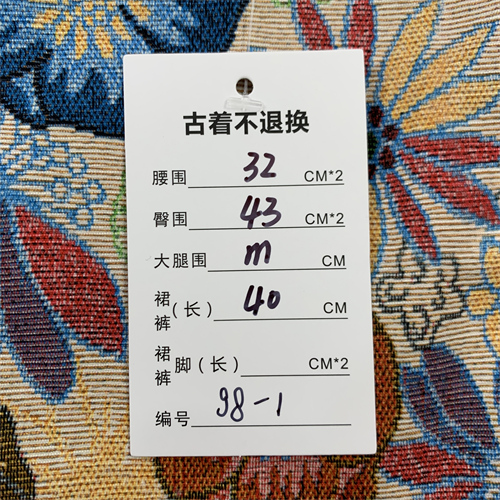 古着不退换
腰围 32 CM*2
臀围 43 CM*2
大腿围 m CM
裙裤(长) 40 CM
裙裤脚(长) CM*2
编号 98-1